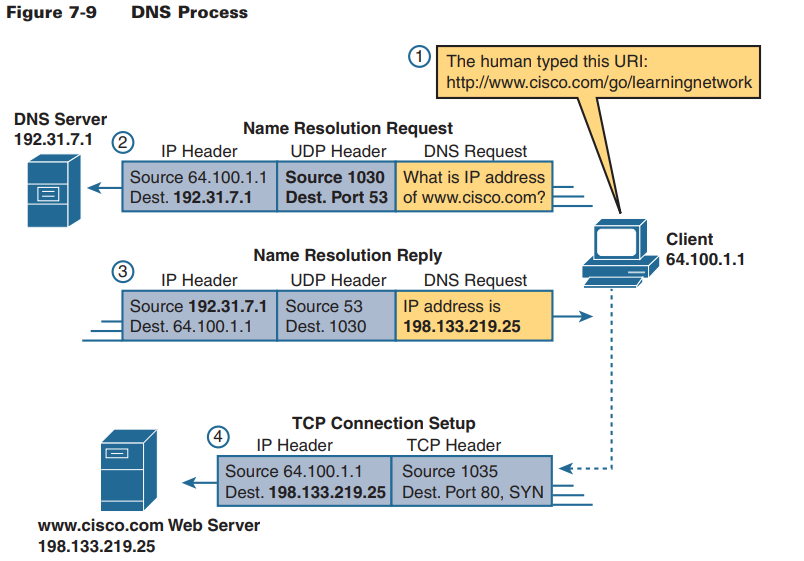 Figure 7-9 DNS Process
1
The human typed this URI:
http://www.cisco.com/go/learningnetwork
DNS Server
192.31.7.1
2
Name Resolution Request
IP Header UDP Header DNS Request
Source 64.100.1.1 Source 1030 What is IP address
Dest. 192.31.7.1 Dest. Port 53 of www.cisco.com?
Client
64.100.1.1
3
Name Resolution Reply
IP Header UDP Header DNS Request
Source 192.31.7.1 Source 53 IP address is
Dest. 64.100.1.1 Dest. 1030 198.133.219.25
4
TCP Connection Setup
IP Header TCP Header
Source 64.100.1.1 Source 1035
Dest. 198.133.219.25 Dest. Port 80, SYN
www.cisco.com Web Server
198.133.219.25